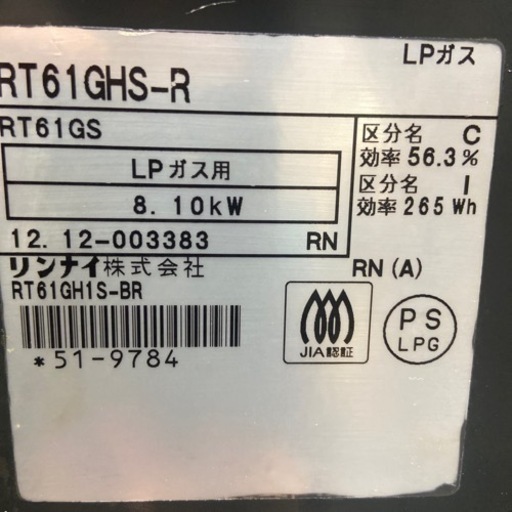 LPガス
RT61GHS-R
RT61GS
区分名 C
効率 56.3%
区分名 I
効率 265 Wh
LPガス用
8.10kW
12.12-003383 RN
リンナイ株式会社
RN (A)
RT61GH1S-BR
*51-9784
JIA認証
PS
LPG